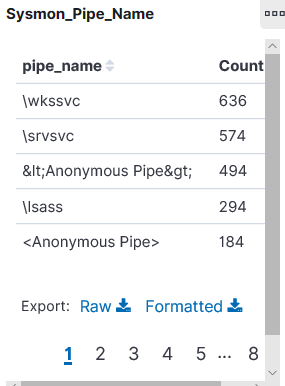 Sysmon_Pipe_Name
pipe_name Count
\wkssvc 636
\srvsvc 574
&lt;Anonymous Pipe&gt; 494
\lsass 294
<Anonymous Pipe> 184
Export: Raw Formatted
1 2 3 4 5 ... 8